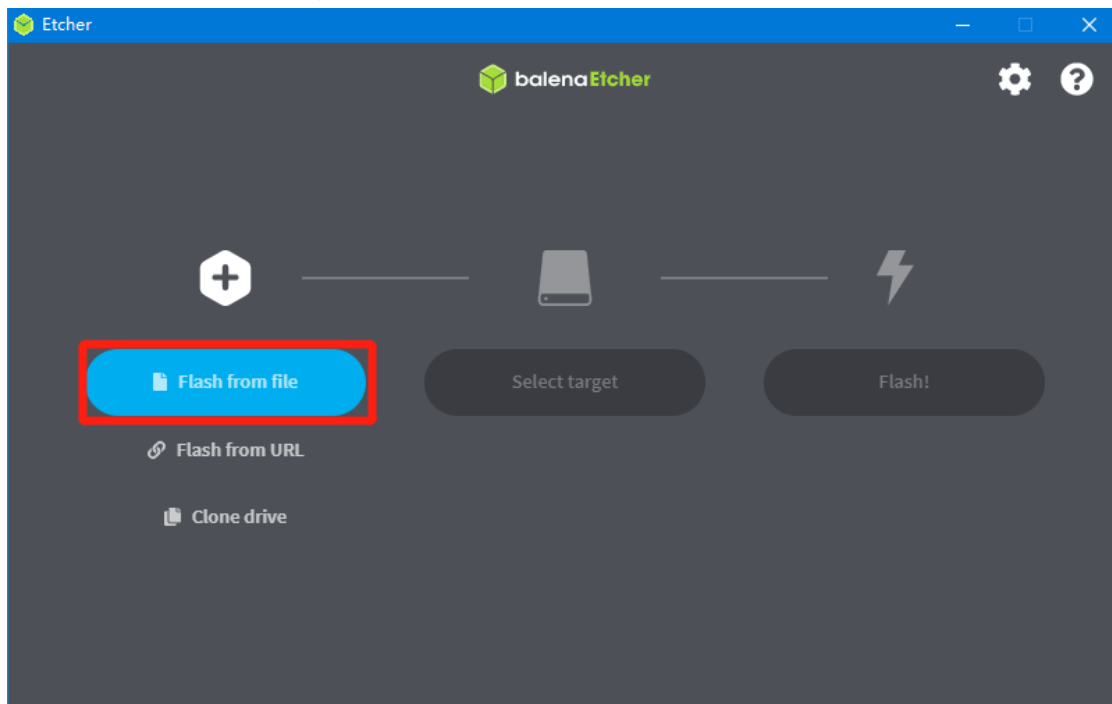 Etcher
balenaEtcher
Flash from file
Select target
Flash!
Flash from URL
Clone drive